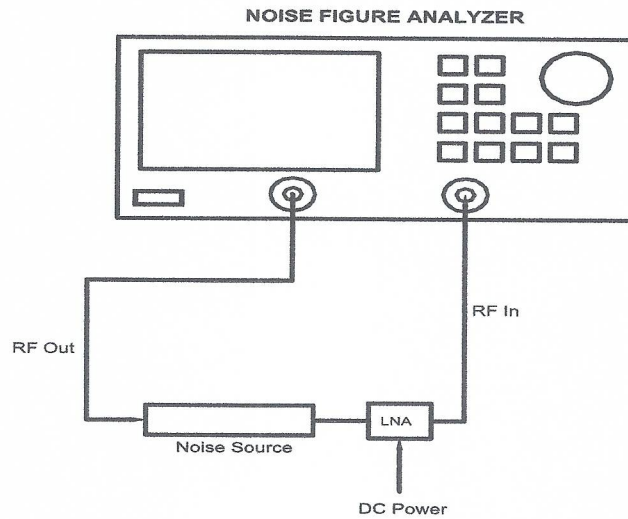 NOISE FIGURE ANALYZER
RF In
RF Out
LNA
Noise Source
DC Power